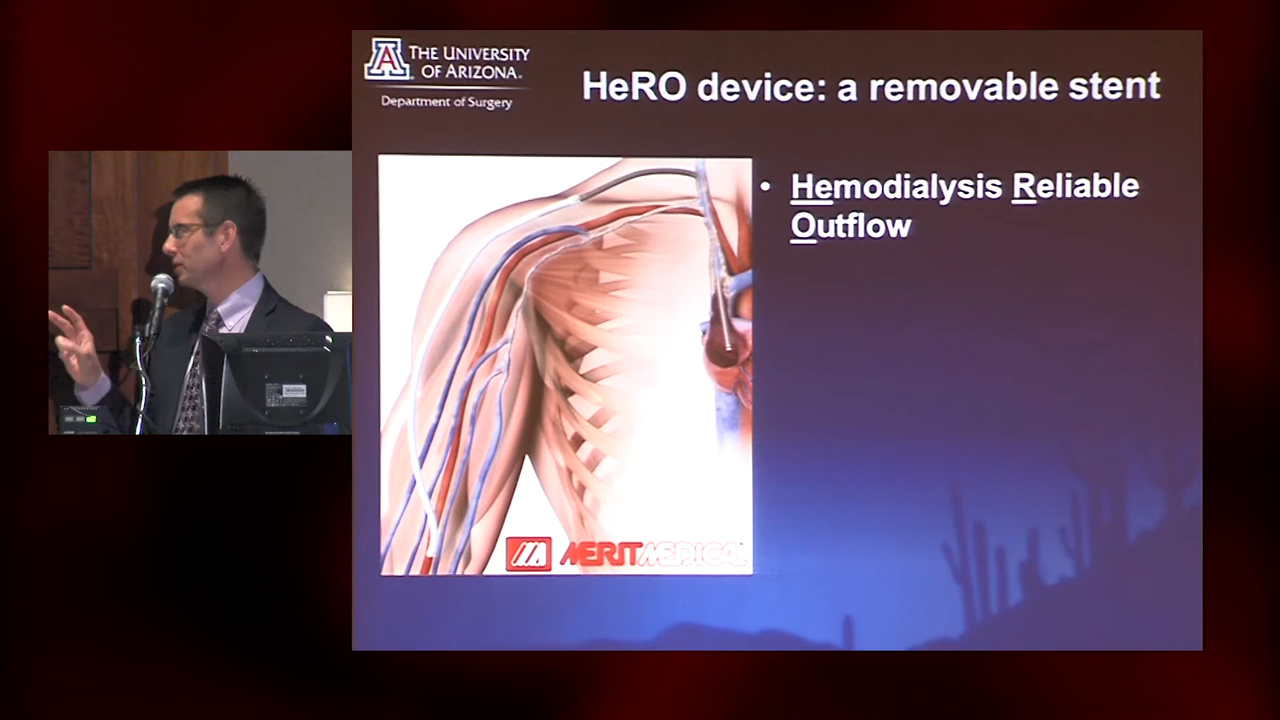 THE UNIVERSITY
OF ARIZONA.
Department of Surgery
HeRO device: a removable stent
• Hemodialysis Reliable
Outflow
MERITMEDICAL